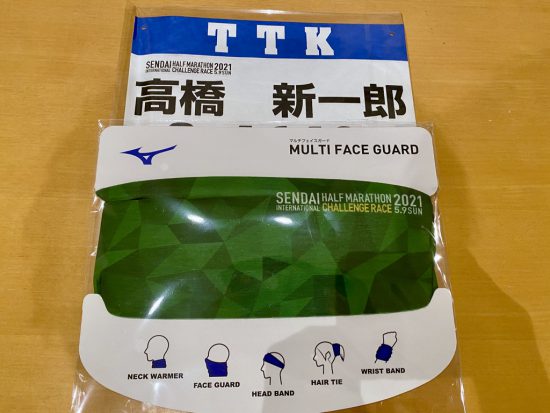 TTK
SENDAI HALF MARATHON 2021
INTERNATIONAL CHALLENGE RACE 5.9 SUN
高橋 新一郎
マルチフェイスガード
MULTI FACE GUARD
SENDAI HALF MARATHON 2021
INTERNATIONAL CHALLENGE RACE 5.9 SUN
NECK WARMER
FACE GUARD
HEAD BAND
HAIR TIE
WRIST BAND